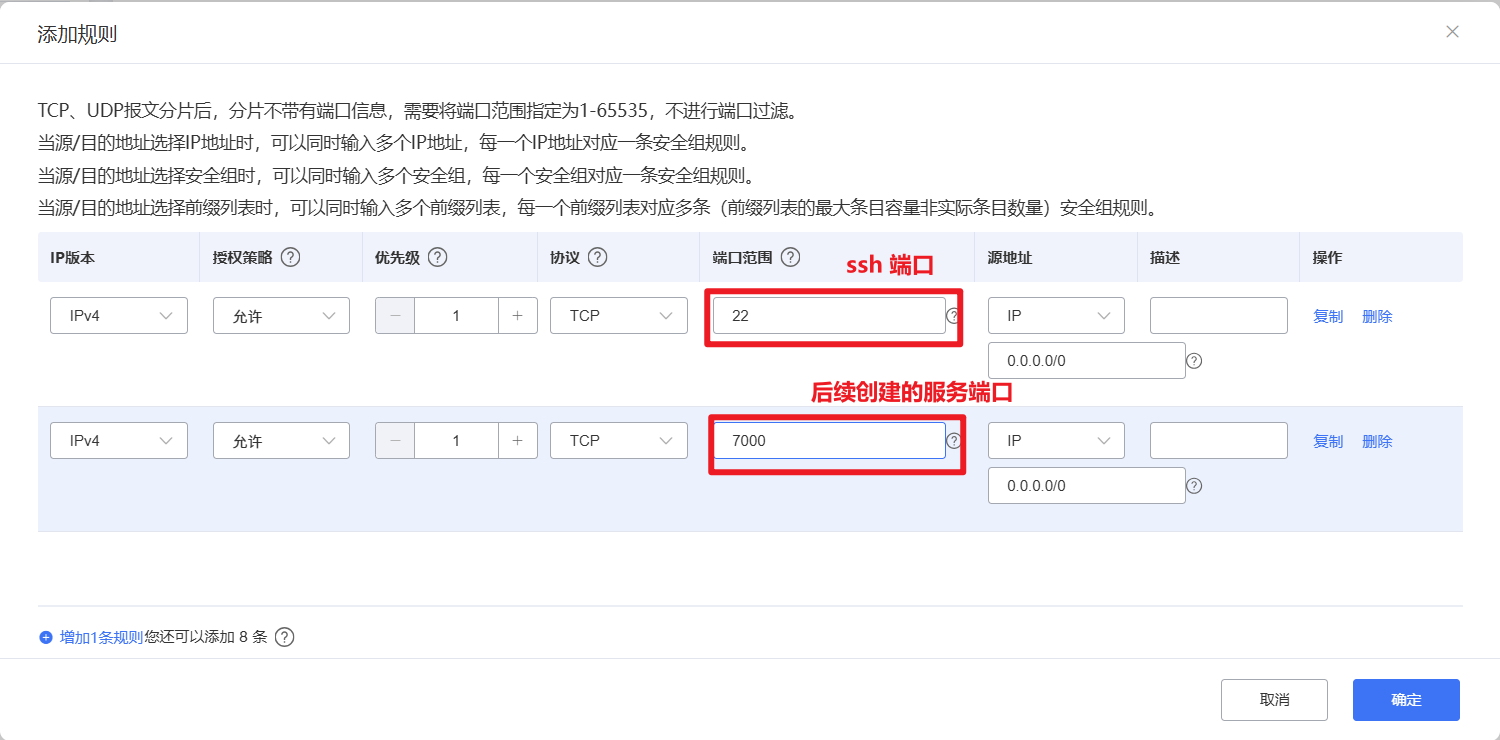 添加规则
TCP、UDP报文分片后，分片不带有端口信息，需要将端口范围指定为1-65535，不进行端口过滤。
当源/目的地址选择IP地址时，可以同时输入多个IP地址，每一个IP地址对应一条安全组规则。
当源/目的地址选择安全组时，可以同时输入多个安全组，每一个安全组对应一条安全组规则。
当源/目的地址选择前缀列表时，可以同时输入多个前缀列表，每一个前缀列表对应多条（前缀列表的最大条目容量非实际条目数量）安全组规则。
IP版本 授权策略 ? 优先级 ? 协议 ? 端口范围 ? 源地址 描述 操作
ssh 端口
IPv4 允许 − 1 + TCP 22 ? IP 复制 删除
0.0.0.0/0 ?
后续创建的服务端口
IPv4 允许 − 1 + TCP 7000 ? IP 复制 删除
0.0.0.0/0 ?
增加1条规则您还可以添加 8 条 ?
取消 确定